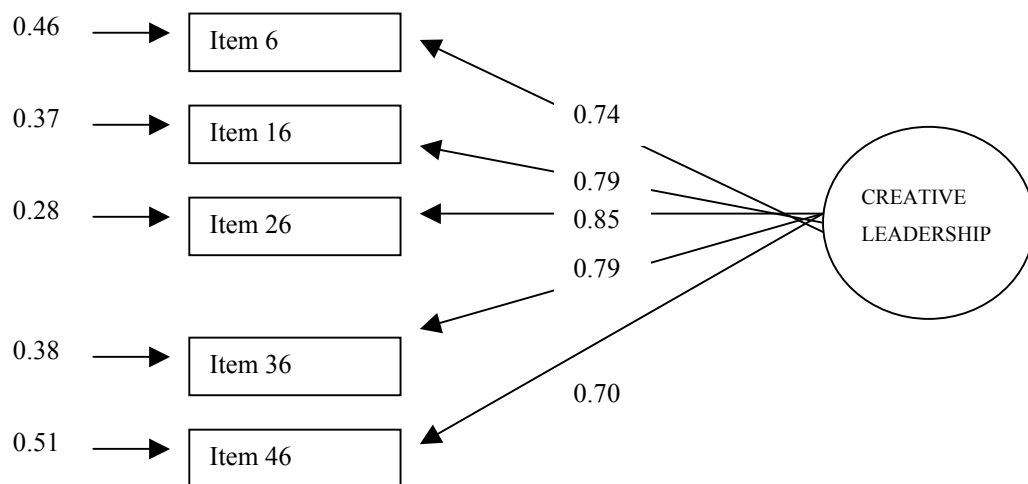 0.46
Item 6
0.37
Item 16
0.28
Item 26
0.38
Item 36
0.51
Item 46
0.74
0.79
0.85
0.79
0.70
CREATIVE
LEADERSHIP